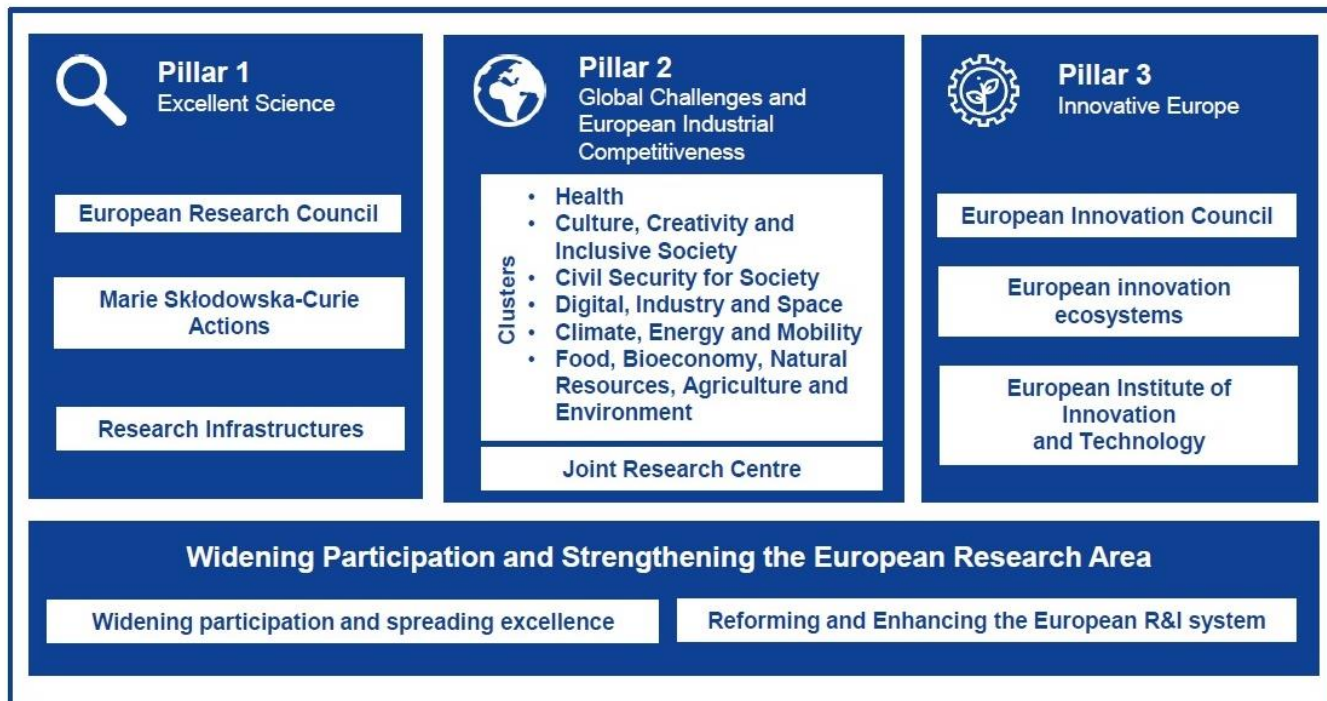 Pillar 1
Excellent Science
European Research Council
Marie Skłodowska-Curie
Actions
Research Infrastructures
Pillar 2
Global Challenges and
European Industrial
Competitiveness
Clusters
• Health
• Culture, Creativity and
Inclusive Society
• Civil Security for Society
• Digital, Industry and Space
• Climate, Energy and Mobility
• Food, Bioeconomy, Natural
Resources, Agriculture and
Environment
Joint Research Centre
Pillar 3
Innovative Europe
European Innovation Council
European innovation
ecosystems
European Institute of
Innovation
and Technology
Widening Participation and Strengthening the European Research Area
Widening participation and spreading excellence
Reforming and Enhancing the European R&I system